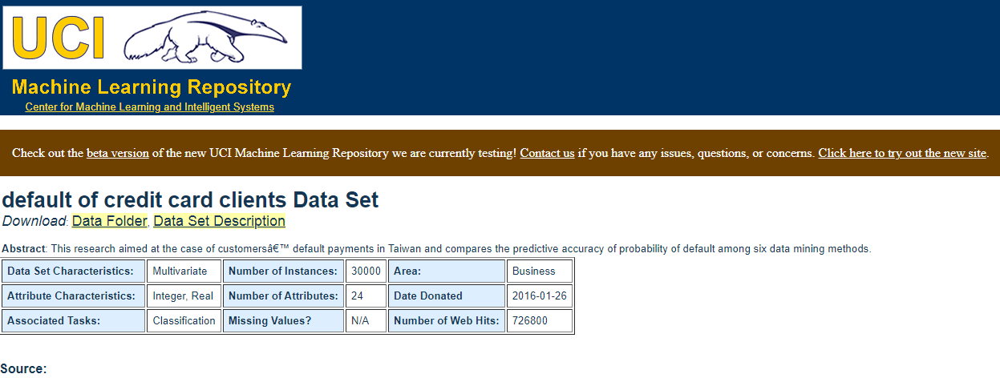 UCI
Machine Learning Repository
Center for Machine Learning and Intelligent Systems
Check out the beta version of the new UCI Machine Learning Repository we are currently testing! Contact us if you have any issues, questions, or concerns. Click here to try out the new site.
default of credit card clients Data Set
Download: Data Folder, Data Set Description
Abstract: This research aimed at the case of customersâ€™ default payments in Taiwan and compares the predictive accuracy of probability of default among six data mining methods.
Data Set Characteristics: Multivariate Number of Instances: 30000 Area: Business
Attribute Characteristics: Integer, Real Number of Attributes: 24 Date Donated 2016-01-26
Associated Tasks: Classification Missing Values? N/A Number of Web Hits: 726800
Source: